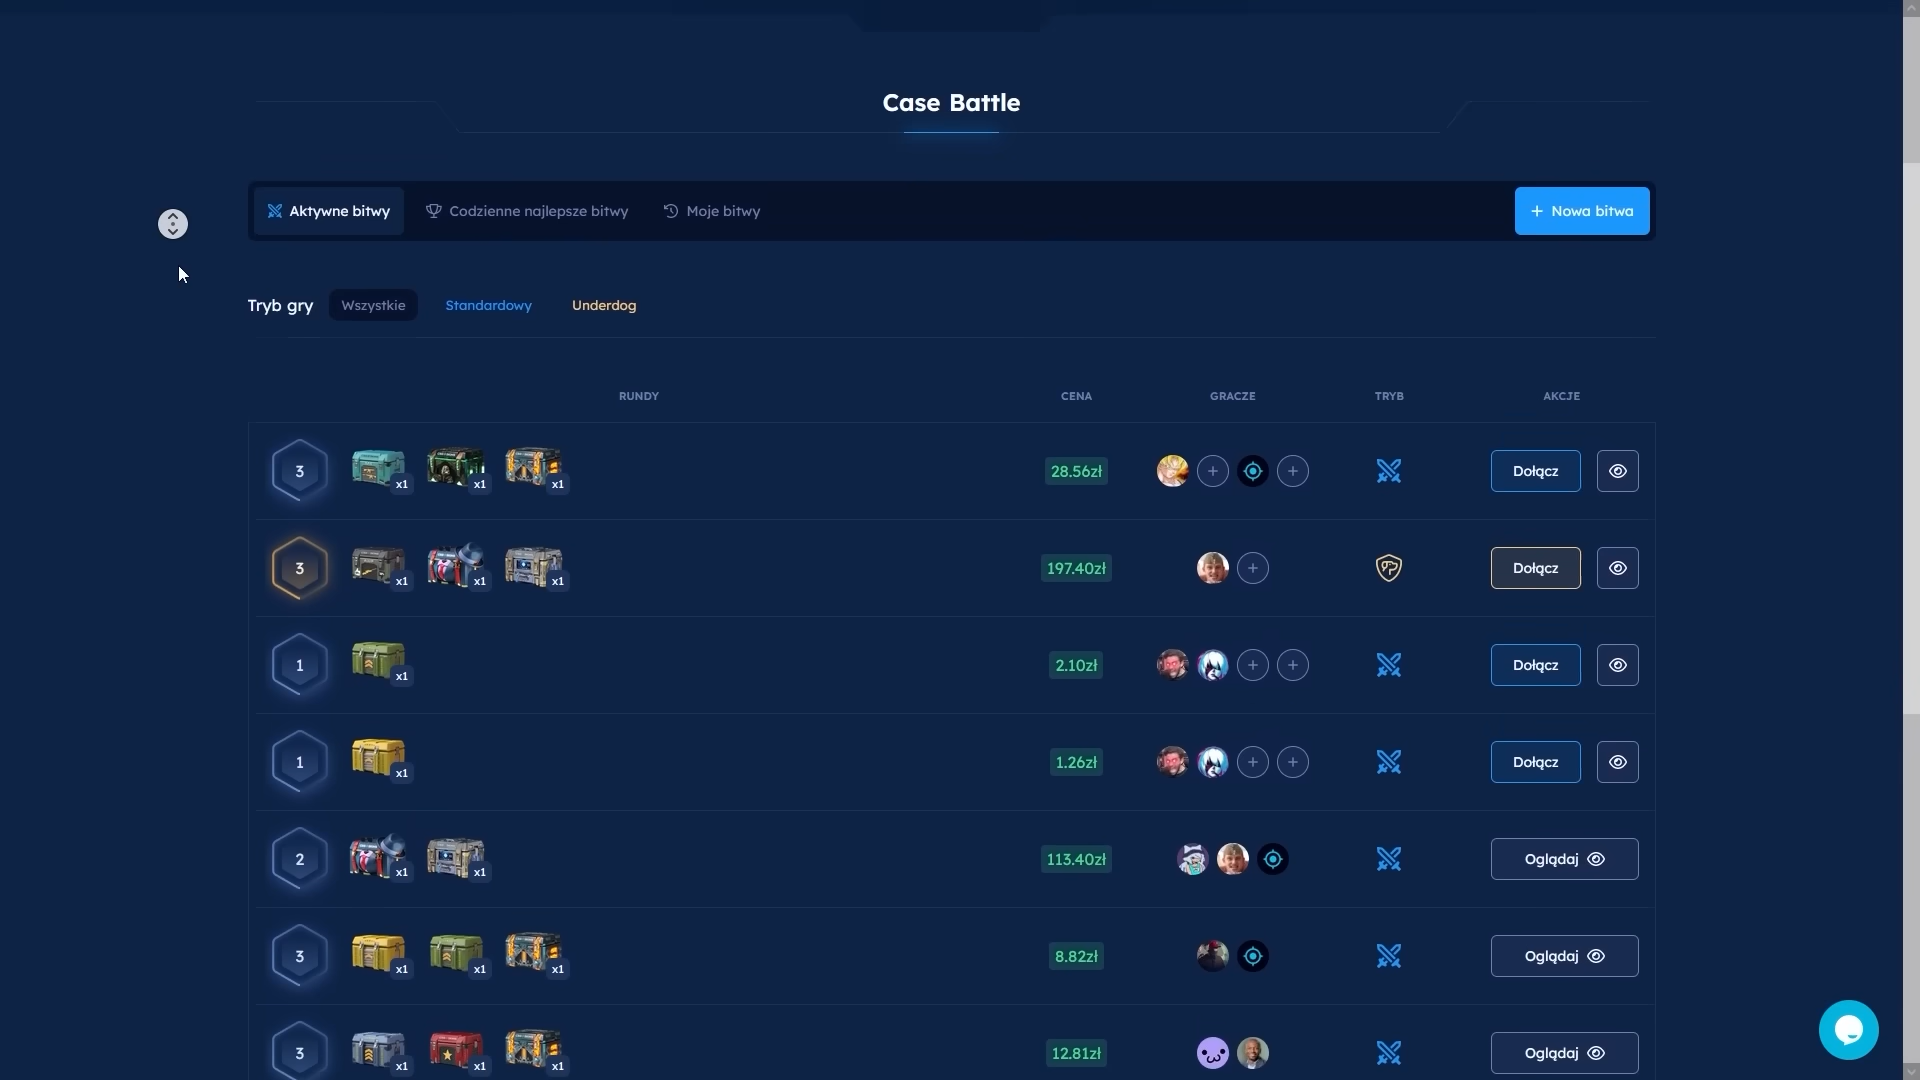 Case Battle
Aktywne bitwy Codzienne najlepsze bitwy Moje bitwy + Nowa bitwa
Tryb gry Wszystkie Standardowy Underdog
RUNDY CENA GRACZE TRYB AKCJE
3 x1 x1 x1 28.56zł Dołącz
3 x1 x1 x1 197.40zł Dołącz
1 x1 2.10zł Dołącz
1 x1 1.26zł Dołącz
2 x1 x1 113.40zł Oglądaj
3 x1 x1 x1 8.82zł Oglądaj
3 x1 x1 x1 12.81zł Oglądaj